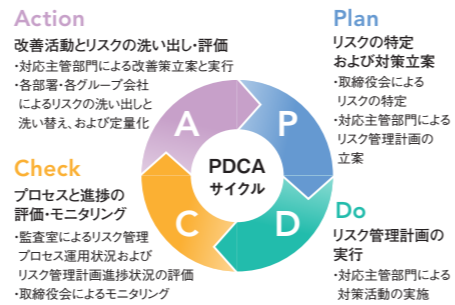 Action
改善活動とリスクの洗い出し・評価
・対応主管部門による改善策立案と実行
・各部署・各グループ会社
によるリスクの洗い出しと
洗い替え、および定量化
Plan
リスクの特定
および対策立案
・取締役会による
リスクの特定
・対応主管部門による
リスク管理計画の
立案
A
P
PDCA
サイクル
C
D
Check
プロセスと進捗の
評価・モニタリング
・監査室によるリスク管理
プロセス運用状況および
リスク管理計画進捗状況の評価
・取締役会によるモニタリング
Do
リスク管理計画の
実行
・対応主管部門による
対策活動の実施